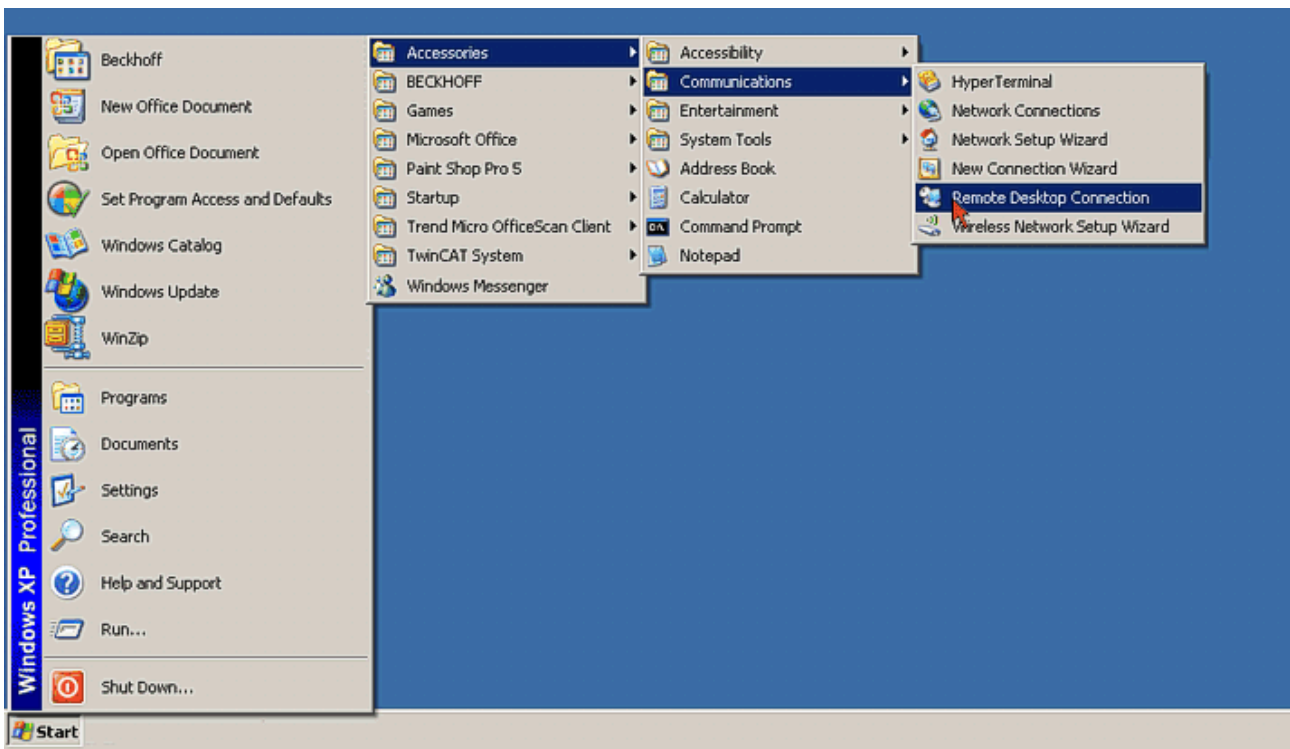 Beckhoff
New Office Document
Open Office Document
Set Program Access and Defaults
Windows Catalog
Windows Update
WinZip
Programs
Documents
Settings
Search
Help and Support
Run...
Shut Down...
Windows XP Professional
Start
Accessories
BECKHOFF
Games
Microsoft Office
Paint Shop Pro 5
Startup
Trend Micro OfficeScan Client
TwinCAT System
Windows Messenger
Accessibility
Communications
Entertainment
System Tools
Address Book
Calculator
Command Prompt
Notepad
HyperTerminal
Network Connections
Network Setup Wizard
New Connection Wizard
Remote Desktop Connection
Wireless Network Setup Wizard